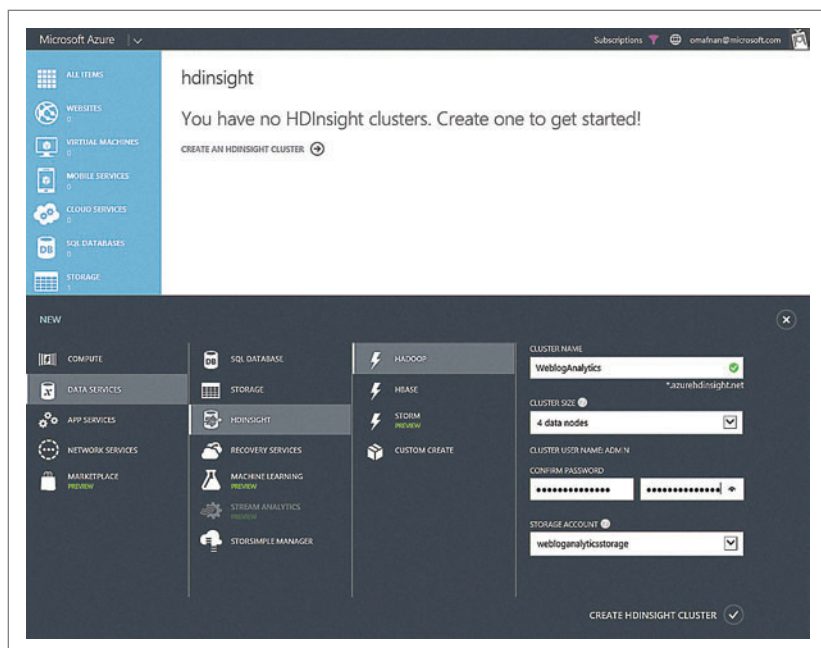 Microsoft Azure
Subscriptions
omafnan@microsoft.com
ALL ITEMS
WEBSITES
0
VIRTUAL MACHINES
0
MOBILE SERVICES
0
CLOUD SERVICES
0
SQL DATABASES
0
STORAGE
1
hdinsight
You have no HDInsight clusters. Create one to get started!
CREATE AN HDINSIGHT CLUSTER
NEW
COMPUTE
DATA SERVICES
APP SERVICES
NETWORK SERVICES
MARKETPLACE
PREVIEW
SQL DATABASE
STORAGE
HDINSIGHT
RECOVERY SERVICES
MACHINE LEARNING
PREVIEW
STREAM ANALYTICS
PREVIEW
STORSIMPLE MANAGER
HADOOP
HBASE
STORM
PREVIEW
CUSTOM CREATE
CLUSTER NAME
WeblogAnalytics
*.azurehdinsight.net
CLUSTER SIZE
4 data nodes
CLUSTER USER NAME: ADMIN
CONFIRM PASSWORD
STORAGE ACCOUNT
webloganalyticsstorage
CREATE HDINSIGHT CLUSTER